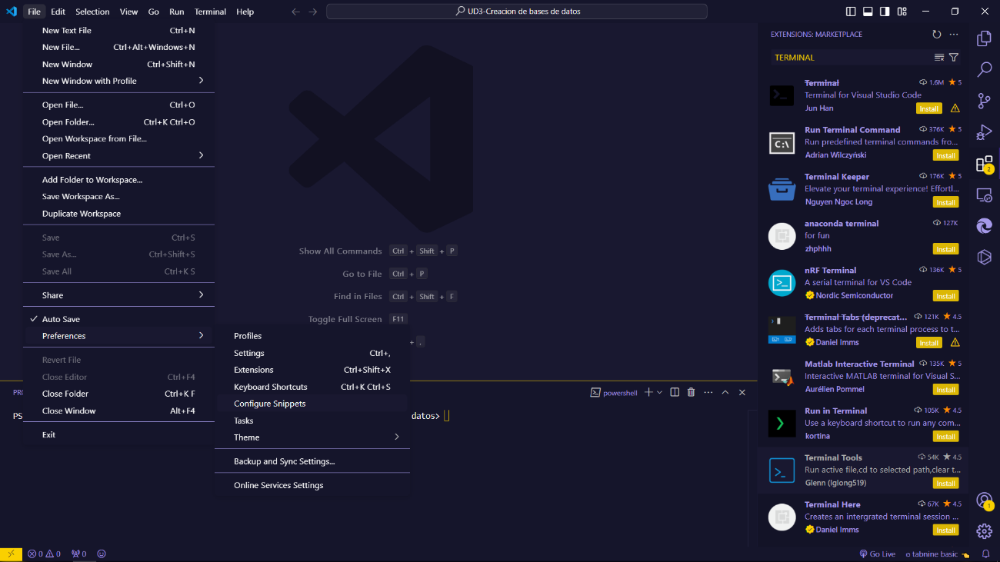 File Edit Selection View Go Run Terminal Help
UD3-Creacion de bases de datos
New Text File Ctrl+N
New File... Ctrl+Alt+Windows+N
New Window Ctrl+Shift+N
New Window with Profile
Open File... Ctrl+O
Open Folder... Ctrl+K Ctrl+O
Open Workspace from File...
Open Recent
Add Folder to Workspace...
Save Workspace As...
Duplicate Workspace
Save Ctrl+S
Save As... Ctrl+Shift+S
Save All Ctrl+K S
Share
Auto Save
Preferences
Revert File
Close Editor Ctrl+F4
Close Folder Ctrl+K F
Close Window Alt+F4
Exit
Profiles
Settings Ctrl+,
Extensions Ctrl+Shift+X
Keyboard Shortcuts Ctrl+K Ctrl+S
Configure Snippets
Tasks
Theme
Backup and Sync Settings...
Online Services Settings
Show All Commands Ctrl + Shift + P
Go to File Ctrl + P
Find in Files Ctrl + Shift + F
Toggle Full Screen F11
+ ,
powershell
PS
datos>
EXTENSIONS: MARKETPLACE
TERMINAL
Terminal 1.6M 5
Terminal for Visual Studio Code
Jun Han Install
Run Terminal Command 376K 5
Run predefined terminal commands fro...
Adrian Wilczyński Install
Terminal Keeper 176K 5
Elevate your terminal experience! Effortl...
Nguyen Ngoc Long Install
anaconda terminal 127K
for fun
zhphhh Install
nRF Terminal 136K 5
A serial terminal for VS Code
Nordic Semiconductor Install
Terminal Tabs (deprecat... 121K 4.5
Adds tabs for each terminal process to t...
Daniel Imms Install
Matlab Interactive Terminal 135K 5
Interactive MATLAB terminal for Visual S...
Aurélien Pommel Install
Run in Terminal 105K 4.5
Use a keyboard shortcut to run any com...
kortina Install
Terminal Tools 54K 4.5
Run active file,cd to selected path,clear t...
Glenn (lglong519) Install
Terminal Here 67K 4.5
Creates an intergrated terminal session ...
Daniel Imms Install
C:\
2
1
0 0 0
Go Live tabnine basic